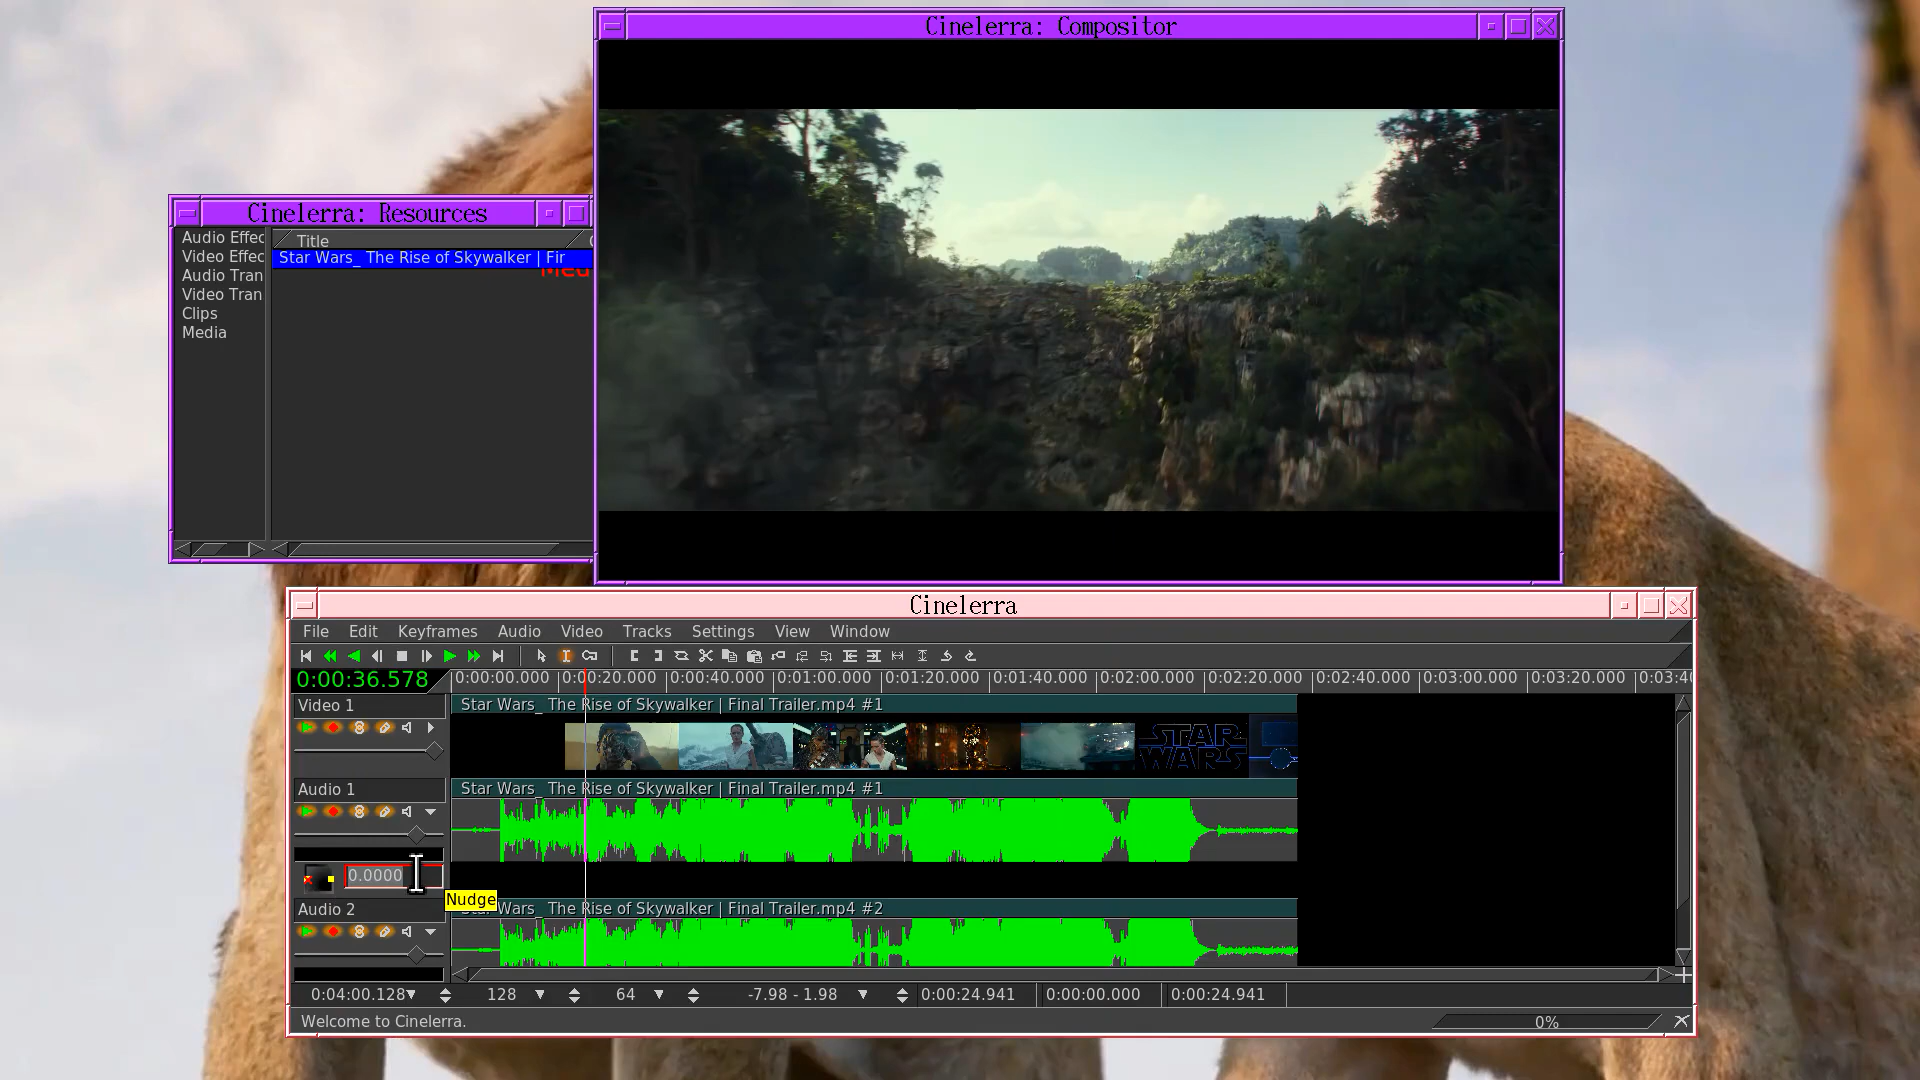 Cinelerra: Compositor
Cinelerra: Resources
Audio Effec
Video Effec
Audio Tran
Video Tran
Clips
Media
Title
Star Wars_ The Rise of Skywalker | Fir
Cinelerra
File Edit Keyframes Audio Video Tracks Settings View Window
0:00:36.578
0:00:00.000 0:00:20.000 0:00:40.000 0:01:00.000 0:01:20.000 0:01:40.000 0:02:00.000 0:02:20.000 0:02:40.000 0:03:00.000 0:03:20.000 0:03:40
Video 1
Star Wars_ The Rise of Skywalker | Final Trailer.mp4 #1
STAR WARS
Audio 1
Star Wars_ The Rise of Skywalker | Final Trailer.mp4 #1
0.0000
Nudge
Audio 2
Wars_ The Rise of Skywalker | Final Trailer.mp4 #2
0:04:00.128 128 64 -7.98 - 1.98 0:00:24.941 0:00:00.000 0:00:24.941
Welcome to Cinelerra.
0%